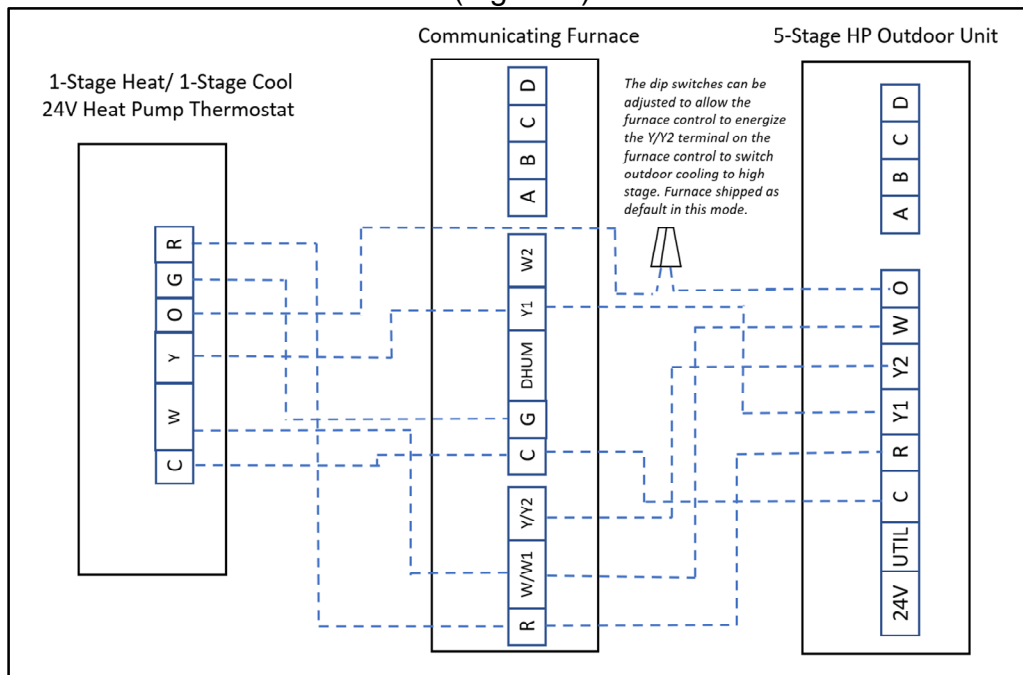 Communicating Furnace
5-Stage HP Outdoor Unit
1-Stage Heat/ 1-Stage Cool
24V Heat Pump Thermostat
The dip switches can be
adjusted to allow the
furnace control to energize
the Y/Y2 terminal on the
furnace control to switch
outdoor cooling to high
stage. Furnace shipped as
default in this mode.
R
G
O
Y
W
C
D
C
B
A
W2
Y1
DHUM
G
C
Y/Y2
W/W1
R
D
C
B
A
O
W
Y2
Y1
R
C
UTIL
24V